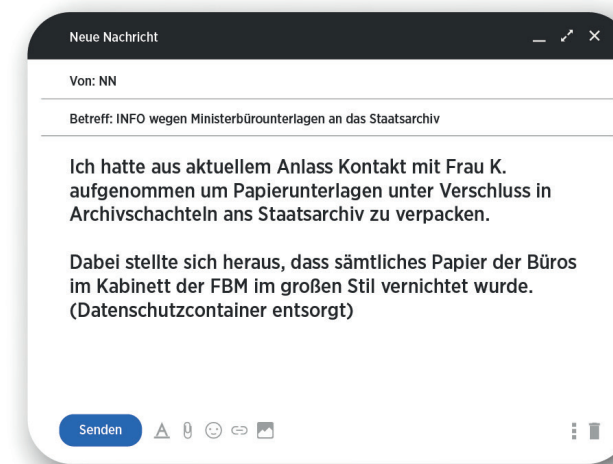 Neue Nachricht
Von: NN
Betreff: INFO wegen Ministerbürounterlagen an das Staatsarchiv
Ich hatte aus aktuellem Anlass Kontakt mit Frau K.
aufgenommen um Papierunterlagen unter Verschluss in
Archivschachteln ans Staatsarchiv zu verpacken.
Dabei stellte sich heraus, dass sämtliches Papier der Büros
im Kabinett der FBM im großen Stil vernichtet wurde.
(Datenschutzcontainer entsorgt)
Senden